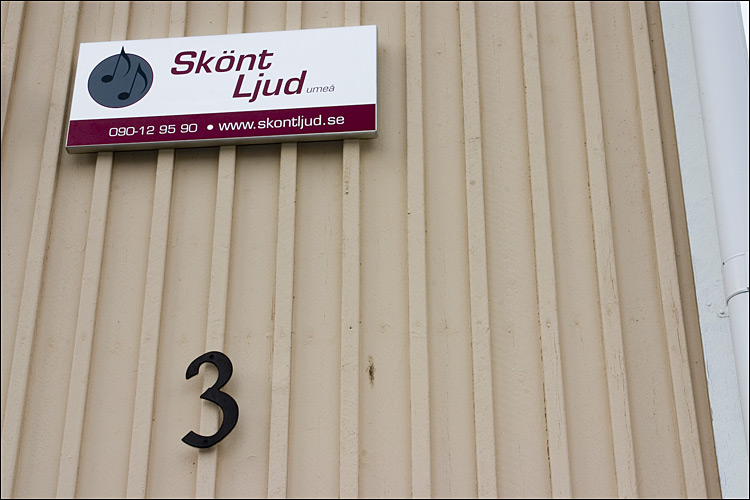 Skönt
Ljud umeå
090-12 95 90 • www.skontljud.se
3